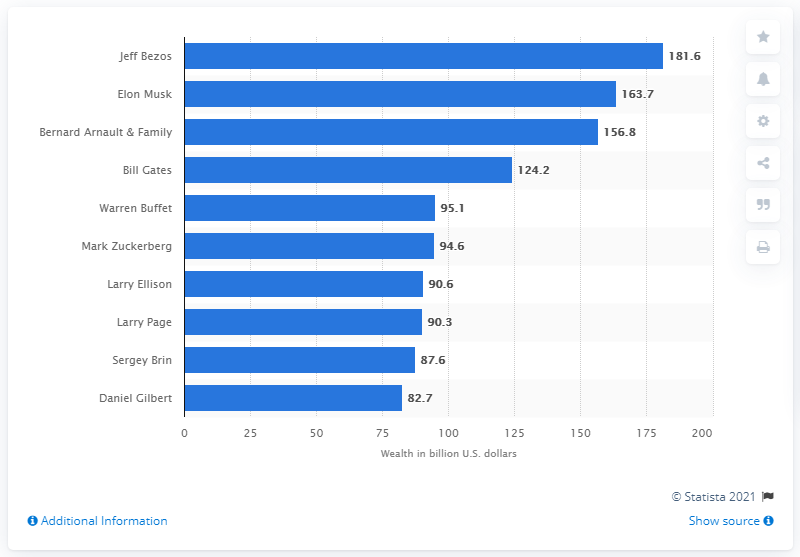 Jeff Bezos 181.6
Elon Musk 163.7
Bernard Arnault & Family 156.8
Bill Gates 124.2
Warren Buffet 95.1
Mark Zuckerberg 94.6
Larry Ellison 90.6
Larry Page 90.3
Sergey Brin 87.6
Daniel Gilbert 82.7
0 25 50 75 100 125 150 175 200
Wealth in billion U.S. dollars
© Statista 2021
Additional Information Show source